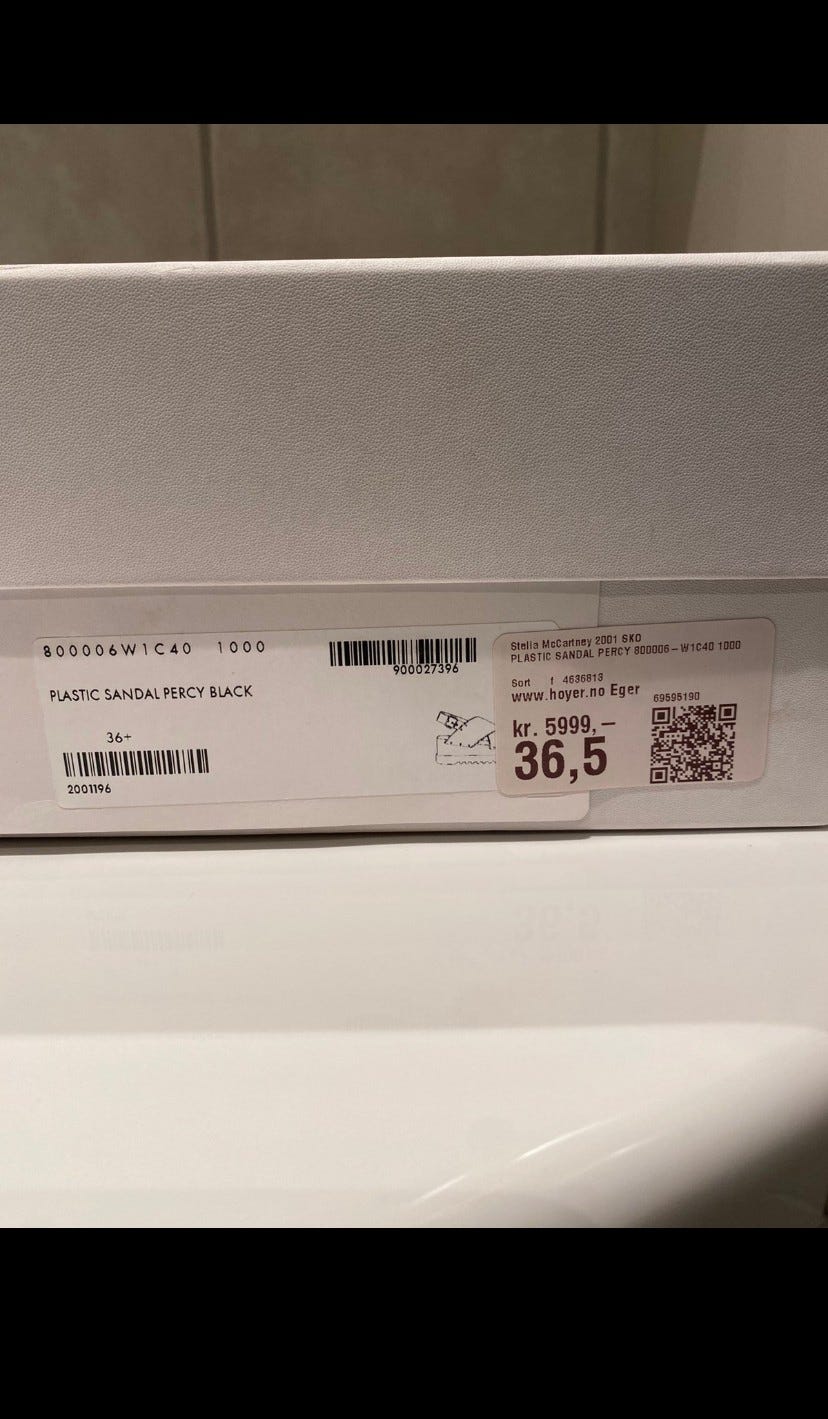 800006W1C40 1000
900027396
PLASTIC SANDAL PERCY BLACK
36+
2001196
Stella McCartney 2001 SKO
PLASTIC SANDAL PERCY 800006-W1C40 1000
Sort f 4636813
www.hoyer.no Eger
69595190
kr. 5999,-
36,5